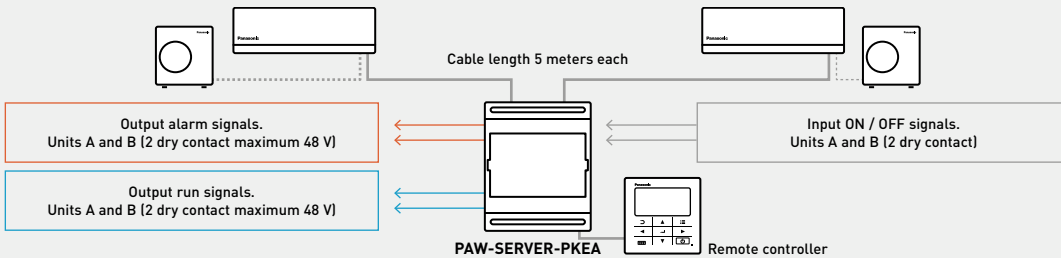 Panasonic
Panasonic
Panasonic
Panasonic
Cable length 5 meters each
Output alarm signals.
Units A and B (2 dry contact maximum 48 V)
Input ON / OFF signals.
Units A and B (2 dry contact)
Output run signals.
Units A and B (2 dry contact maximum 48 V)
Panasonic
PAW-SERVER-PKEA
Remote controller